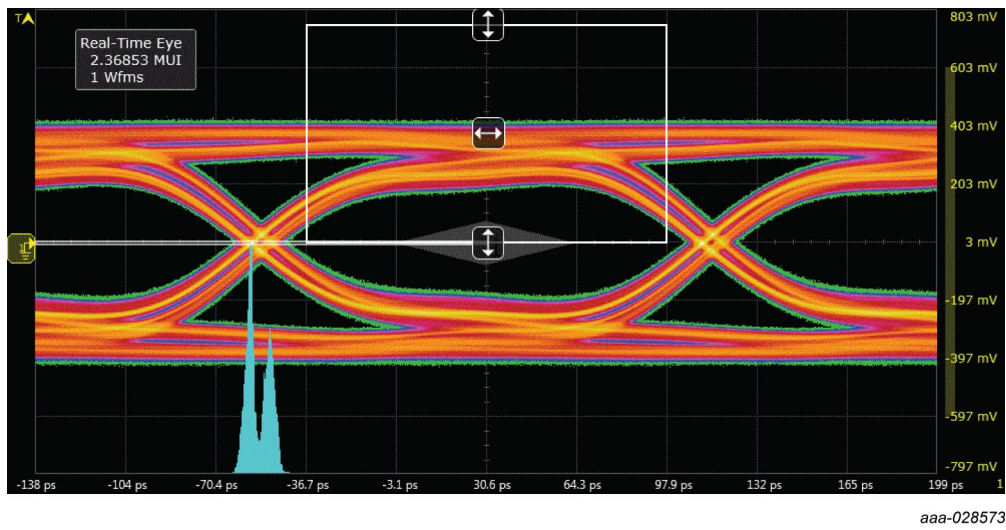 T
803 mV
Real-Time Eye
2.36853 MUI
1 Wfms
603 mV
403 mV
203 mV
1
3 mV
-197 mV
-397 mV
-597 mV
-797 mV
-138 ps -104 ps -70.4 ps -36.7 ps -3.1 ps 30.6 ps 64.3 ps 97.9 ps 132 ps 165 ps 199 ps 1
aaa-028573